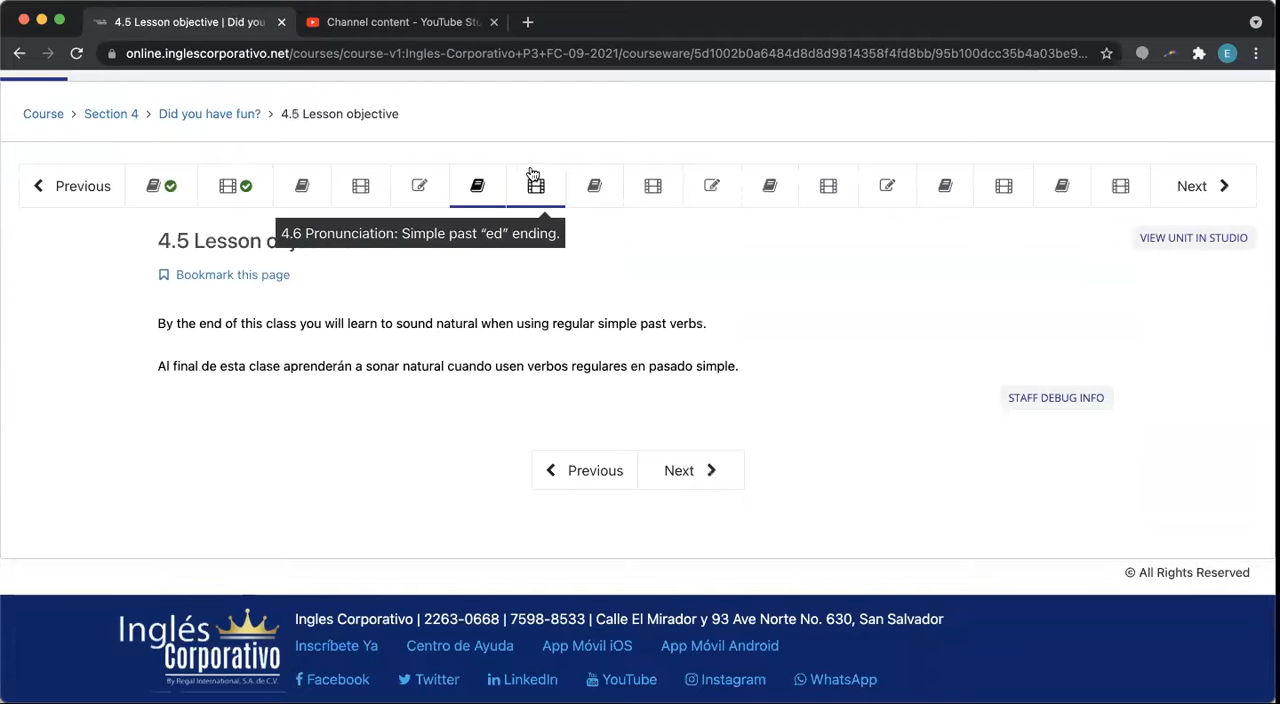 4.5 Lesson objective | Did you
Channel content - YouTube Stu
online.inglescorporativo.net/courses/course-v1:Ingles-Corporativo+P3+FC-09-2021/courseware/5d1002b0a6484d8d8d9814358f4fd8bb/95b100dcc35b4a03be9...
E
Course > Section 4 > Did you have fun? > 4.5 Lesson objective
Previous
Next
4.6 Pronunciation: Simple past “ed” ending.
4.5 Lesson
VIEW UNIT IN STUDIO
Bookmark this page
By the end of this class you will learn to sound natural when using regular simple past verbs.
Al final de esta clase aprenderán a sonar natural cuando usen verbos regulares en pasado simple.
STAFF DEBUG INFO
Previous
Next
© All Rights Reserved
Inglés
Corporativo
By Regal International, S.A. de C.V.
Ingles Corporativo | 2263-0668 | 7598-8533 | Calle El Mirador y 93 Ave Norte No. 630, San Salvador
Inscríbete Ya Centro de Ayuda App Móvil iOS App Móvil Android
Facebook Twitter LinkedIn YouTube Instagram WhatsApp